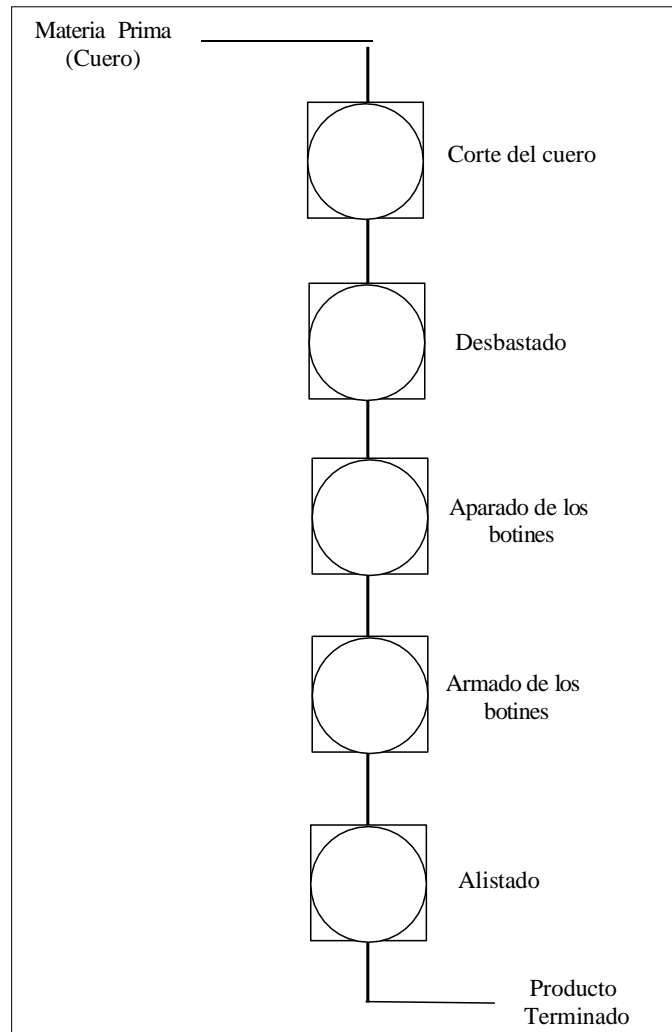 Materia Prima
(Cuero)
Corte del cuero
Desbastado
Aparado de los
botines
Armado de los
botines
Alistado
Producto
Terminado